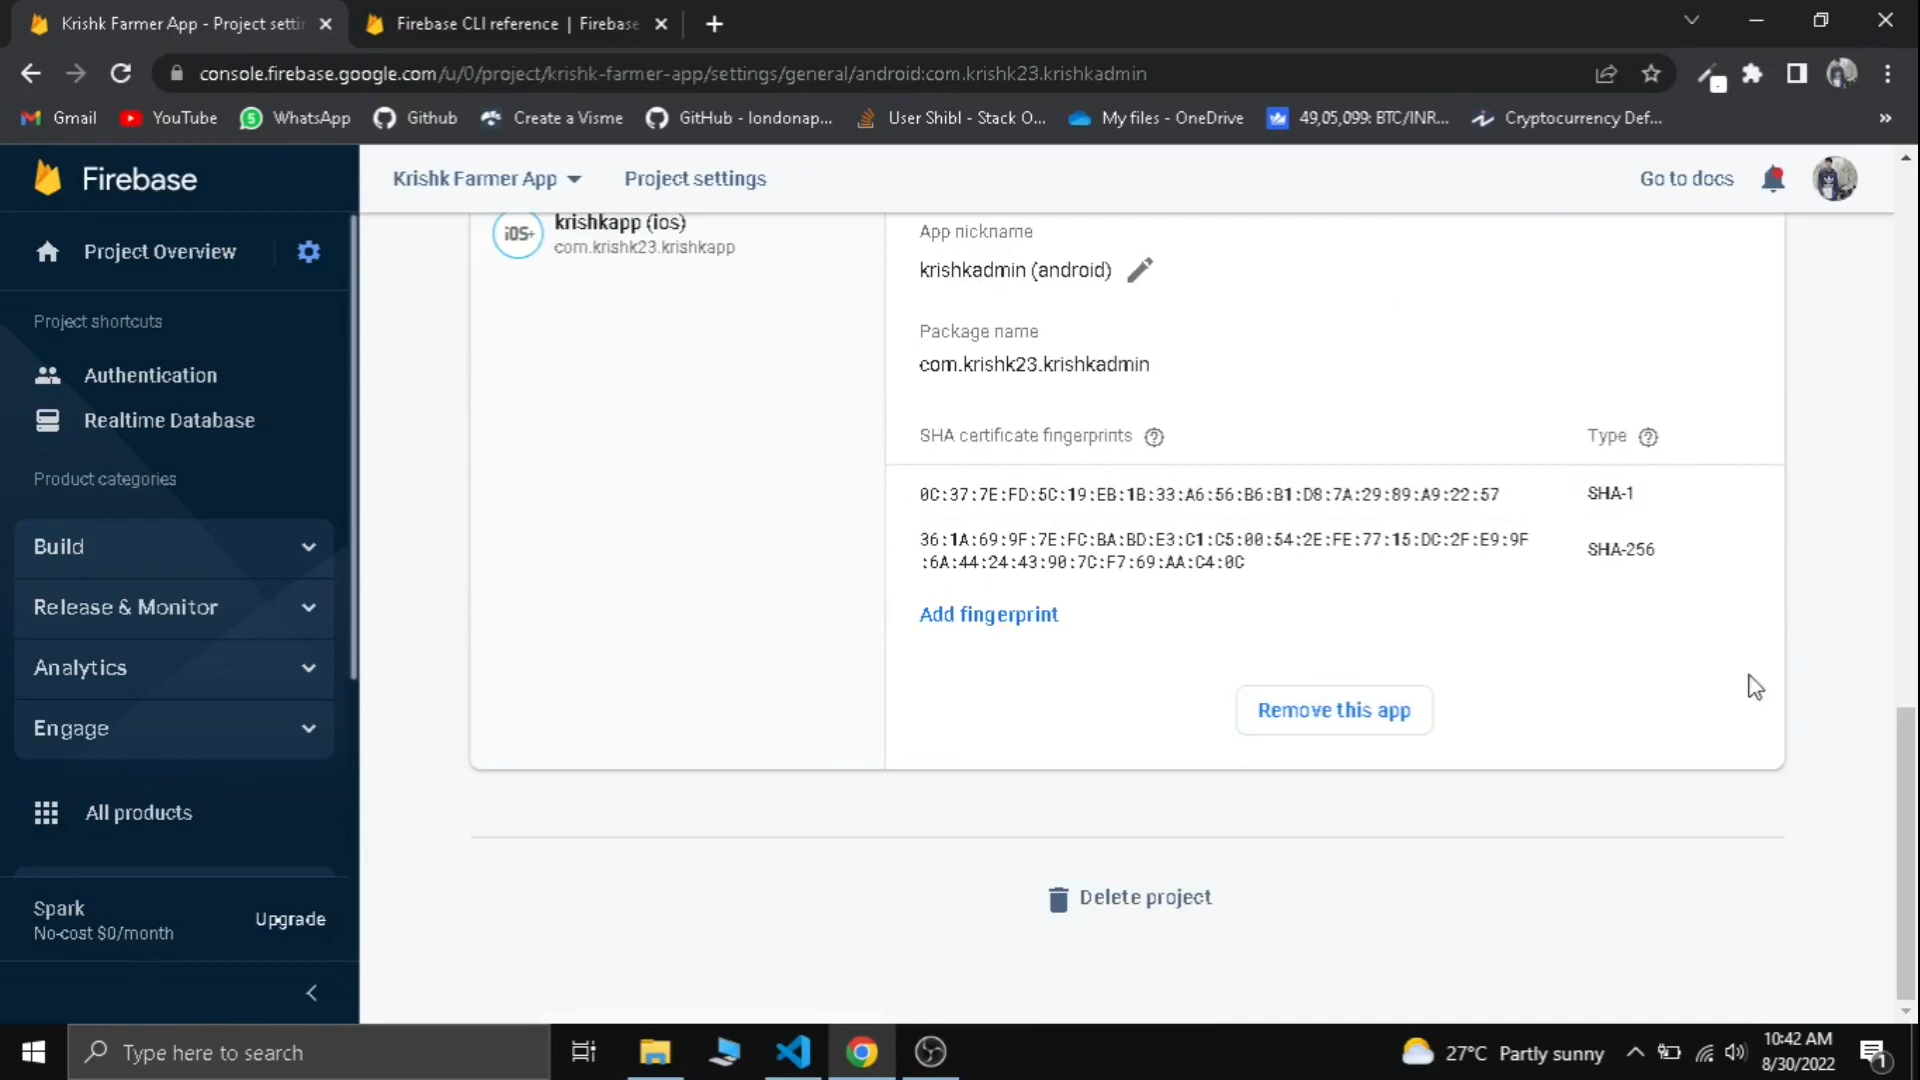 Krishk Farmer App - Project setti
Firebase CLI reference | Firebase
console.firebase.google.com/u/0/project/krishk-farmer-app/settings/general/android:com.krishk23.krishkadmin
Gmail
YouTube
WhatsApp
Github
Create a Visme
GitHub - londonap...
User Shibl - Stack O...
My files - OneDrive
49,05,099: BTC/INR...
Cryptocurrency Def...
»
Firebase
Krishk Farmer App
Project settings
Go to docs
Project Overview
Project shortcuts
Authentication
Realtime Database
Product categories
Build
Release & Monitor
Analytics
Engage
All products
Spark
No-cost $0/month
Upgrade
iOS+
krishkapp (ios)
com.krishk23.krishkapp
App nickname
krishkadmin (android)
Package name
com.krishk23.krishkadmin
SHA certificate fingerprints
Type
0C:37:7E:FD:5C:19:EB:1B:33:A6:56:B6:B1:D8:7A:29:89:A9:22:57
SHA-1
36:1A:69:9F:7E:FC:BA:BD:E3:C1:C5:00:54:2E:FE:77:15:DC:2F:E9:9F
:6A:44:24:43:90:7C:F7:69:AA:C4:0C
SHA-256
Add fingerprint
Remove this app
Delete project
Type here to search
27°C Partly sunny
10:42 AM
8/30/2022
1